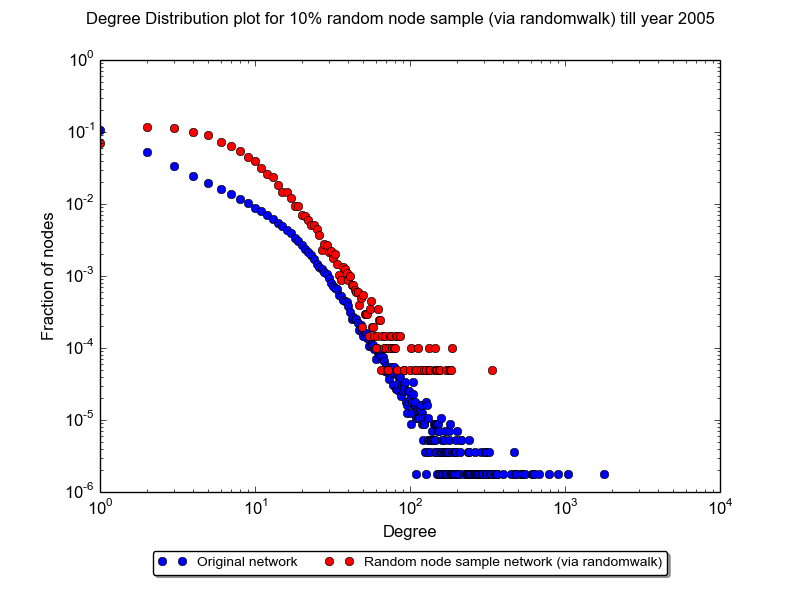 Degree Distribution plot for 10% random node sample (via randomwalk) till year 2005
Fraction of nodes
10^0
10^-1
10^-2
10^-3
10^-4
10^-5
10^-6
10^0 10^1 10^2 10^3 10^4
Degree
Original network Random node sample network (via randomwalk)